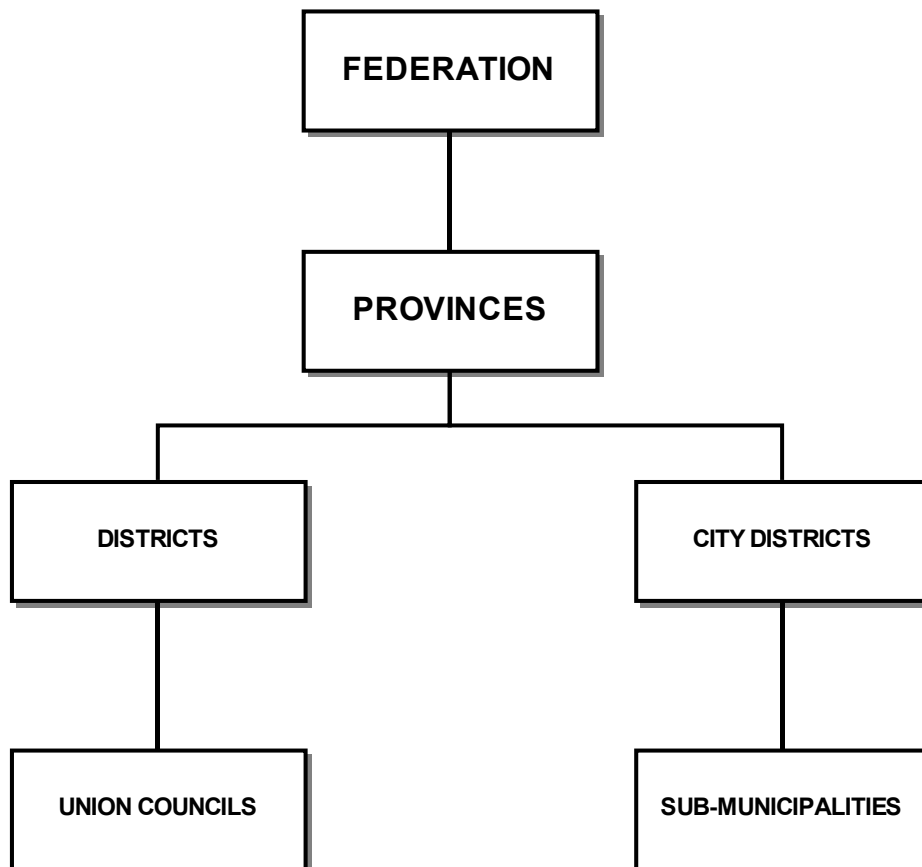 FEDERATION
PROVINCES
DISTRICTS
CITY DISTRICTS
UNION COUNCILS
SUB-MUNICIPALITIES